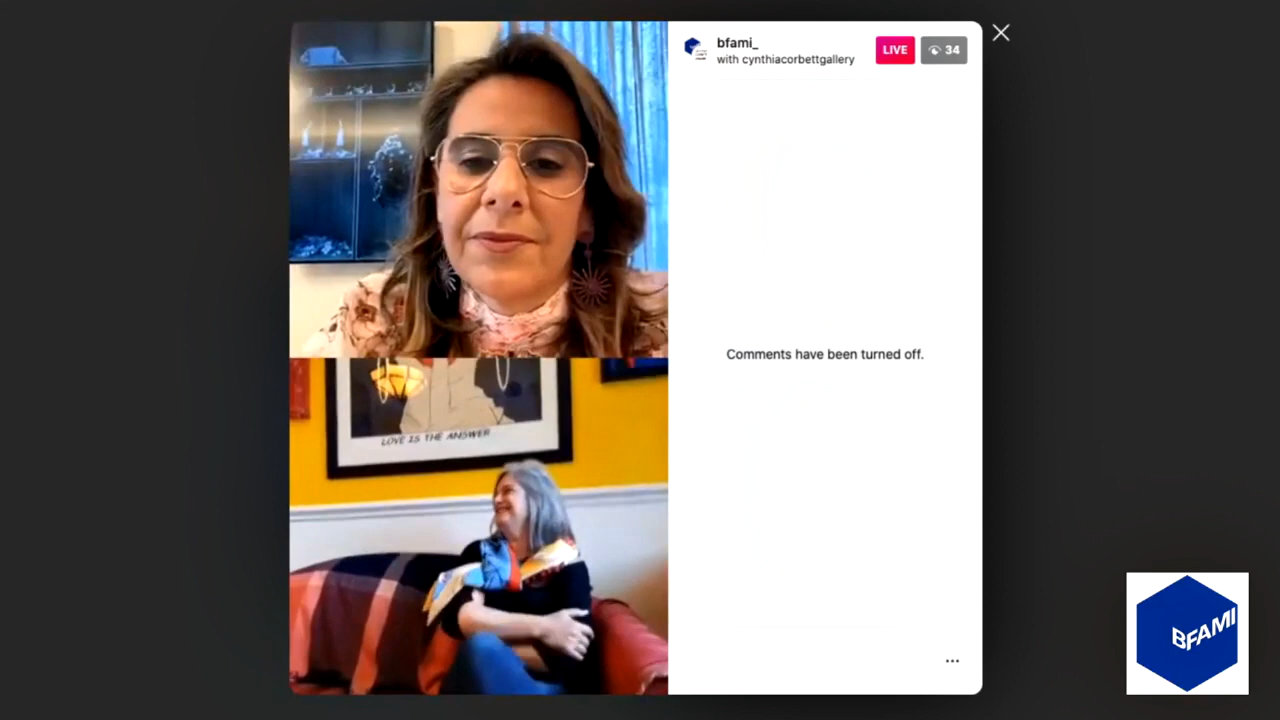 bfami_
with cynthiacorbettgallery
LIVE
34
Comments have been turned off.
LOVE IS THE ANSWER
BFAMI